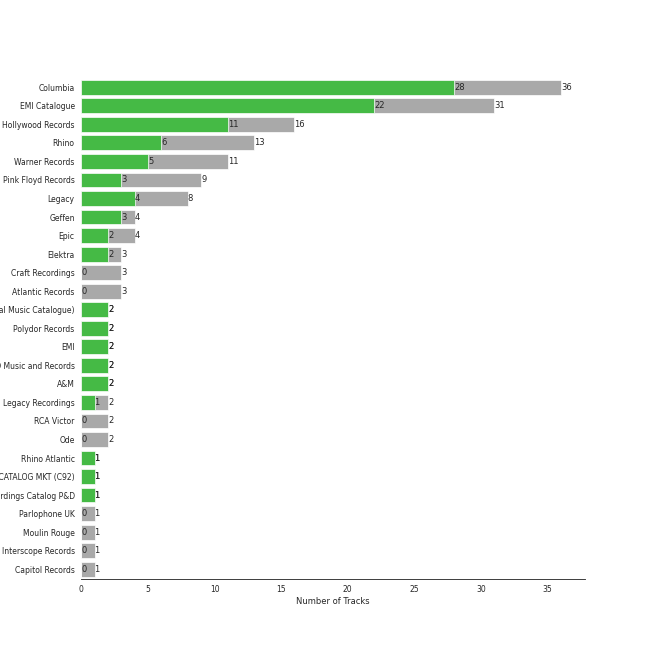 Columbia 28 36
EMI Catalogue 22 31
Hollywood Records 11 16
Rhino 6 13
Warner Records 5 11
Pink Floyd Records 3 9
Legacy 4 8
Geffen 3 4
Epic 2 4
Elektra 2 3
Craft Recordings 0 3
Atlantic Records 0 3
al Music Catalogue) 2
Polydor Records 2
EMI 2
Music and Records 2
A&M 2
Legacy Recordings 1 2
RCA Victor 0 2
Ode 0 2
Rhino Atlantic 1
CATALOG MKT (C92) 1
rdings Catalog P&D 1
Parlophone UK 0 1
Moulin Rouge 0 1
Interscope Records 0 1
Capitol Records 0 1
0 5 10 15 20 25 30 35
Number of Tracks